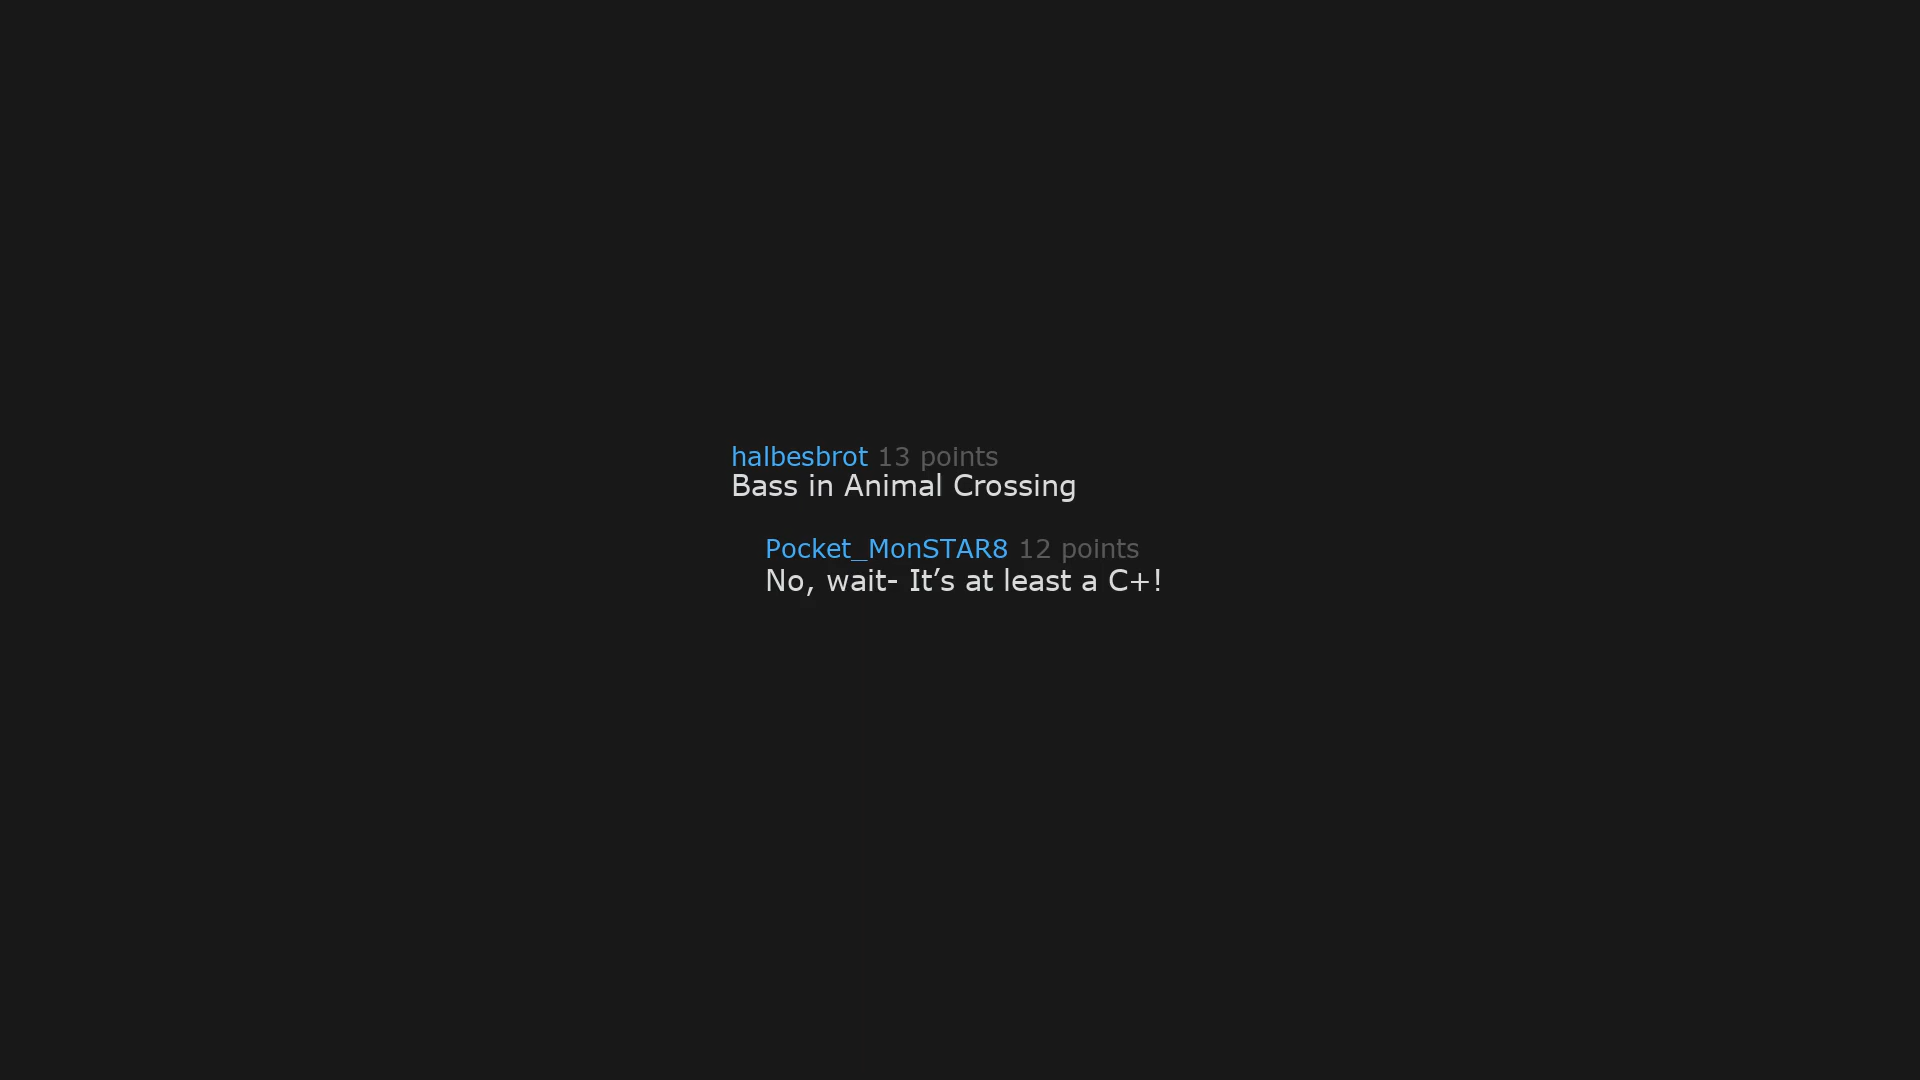 halbesbrot 13 points
Bass in Animal Crossing
Pocket_MonSTAR8 12 points
No, wait- It’s at least a C+!